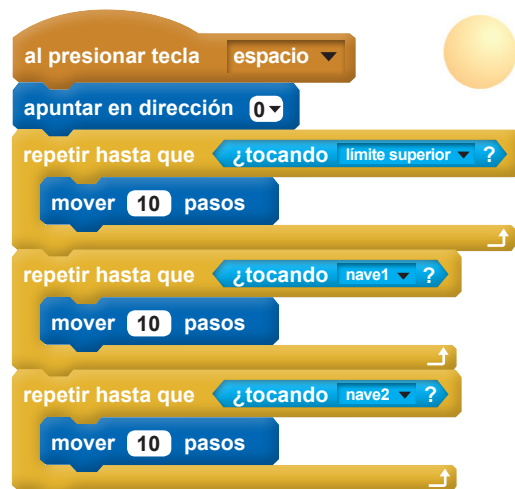 al presionar tecla espacio
apuntar en dirección 0
repetir hasta que ¿tocando límite superior ?
mover 10 pasos
repetir hasta que ¿tocando nave1 ?
mover 10 pasos
repetir hasta que ¿tocando nave2 ?
mover 10 pasos